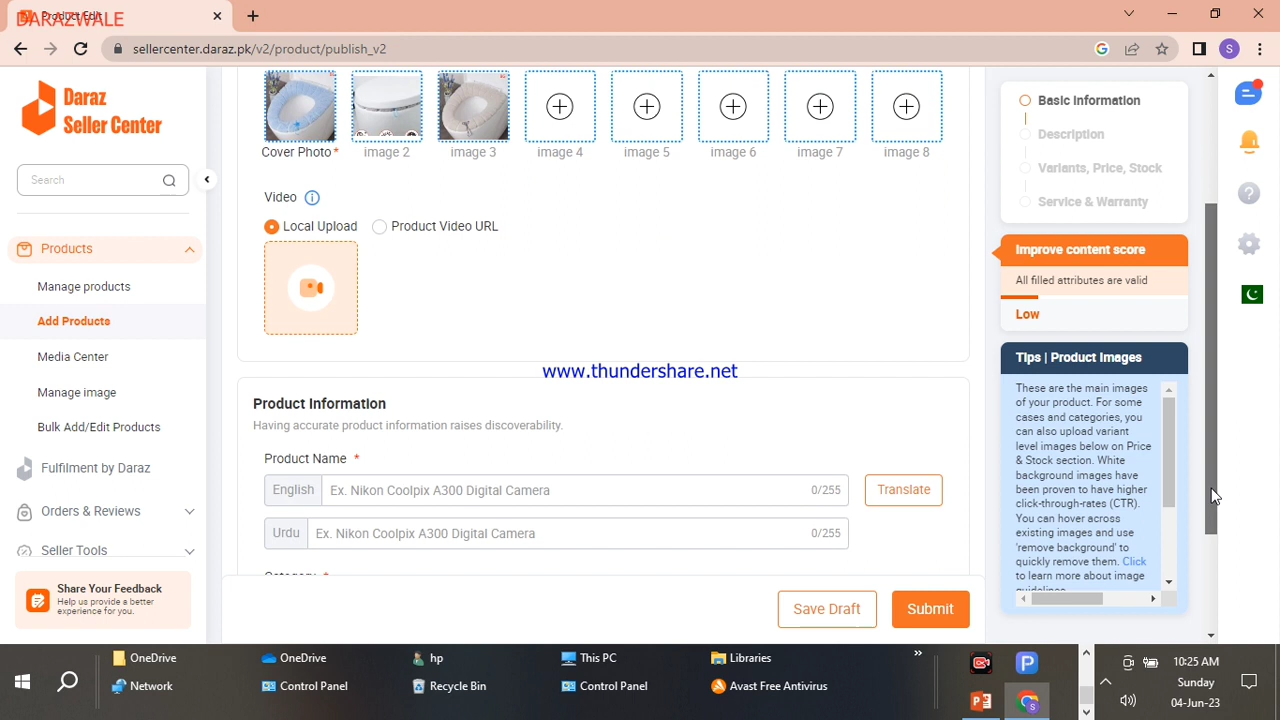 DARAZWALE
Product Edit
sellercenter.daraz.pk/v2/product/publish_v2
S
Daraz
Seller Center
Search
Products
Manage products
Add Products
Media Center
Manage image
Bulk Add/Edit Products
Fulfilment by Daraz
Orders & Reviews
Seller Tools
Share Your Feedback
Help us provide a better
experience for you.
Cover Photo*
image 2
image 3
image 4
image 5
image 6
image 7
image 8
Video
Local Upload
Product Video URL
www.thundershare.net
Product Information
Having accurate product information raises discoverability.
Product Name *
English Ex. Nikon Coolpix A300 Digital Camera 0/255
Translate
Urdu Ex. Nikon Coolpix A300 Digital Camera 0/255
Category *
Save Draft
Submit
Basic Information
Description
Variants, Price, Stock
Service & Warranty
Improve content score
All filled attributes are valid
Low
Tips | Product Images
These are the main images
of your product. For some
cases and categories, you
can also upload variant
level images below on Price
& Stock section. White
background images have
been proven to have higher
click-through-rates (CTR).
You can hover across
existing images and use
'remove background' to
quickly remove them. Click
to learn more about image
guidelines
OneDrive
OneDrive
hp
This PC
Libraries
Network
Control Panel
Recycle Bin
Control Panel
Avast Free Antivirus
10:25 AM
Sunday
04-Jun-23